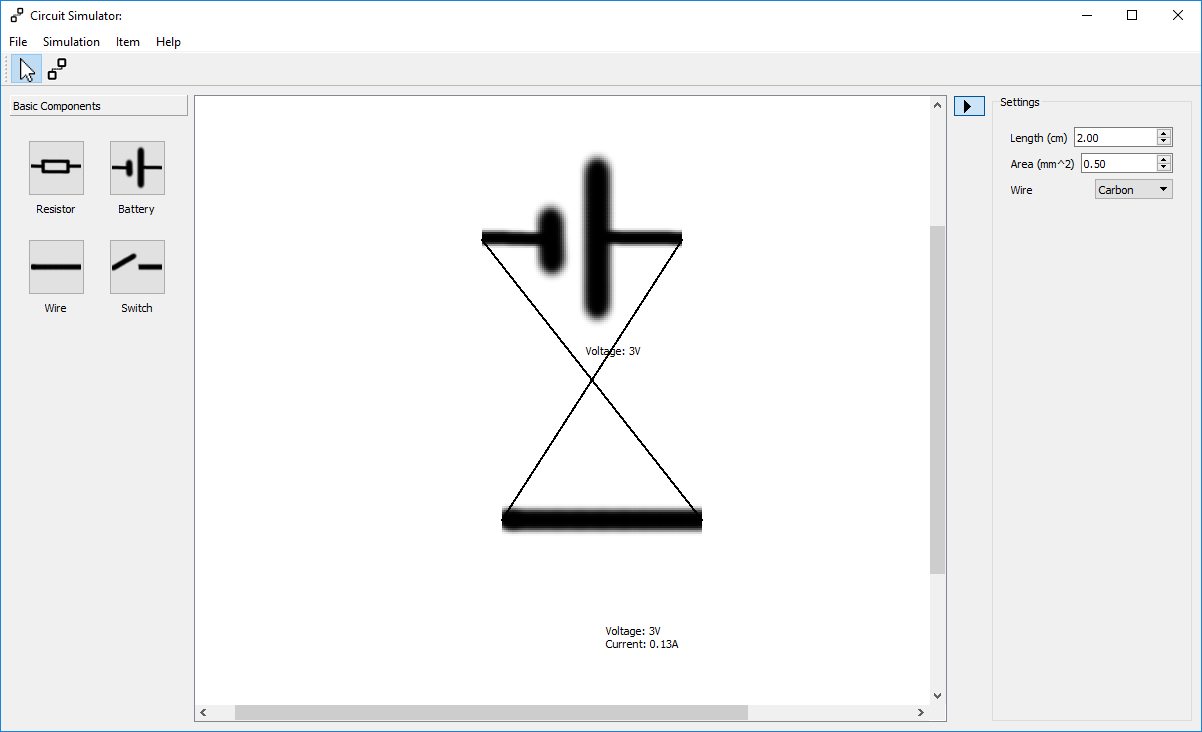 Circuit Simulator:
File Simulation Item Help
Basic Components
Resistor Battery
Wire Switch
Voltage: 3V
Voltage: 3V
Current: 0.13A
Settings
Length (cm) 2.00
Area (mm^2) 0.50
Wire Carbon